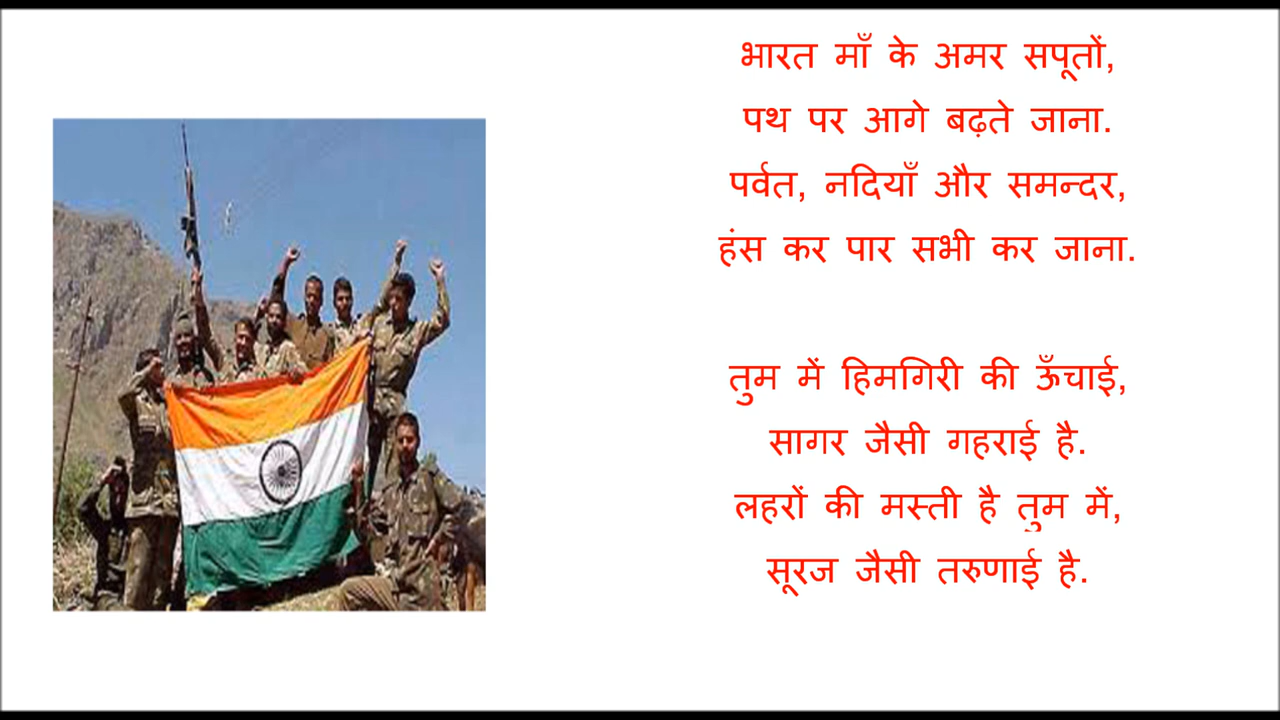 भारत माँ के अमर सपूतों,
पथ पर आगे बढ़ते जाना.
पर्वत, नदियाँ और समन्दर,
हंस कर पार सभी कर जाना.
तुम में हिमगिरी की ऊँचाई,
सागर जैसी गहराई है.
लहरों की मस्ती है तुम में,
सूरज जैसी तरुणाई है.